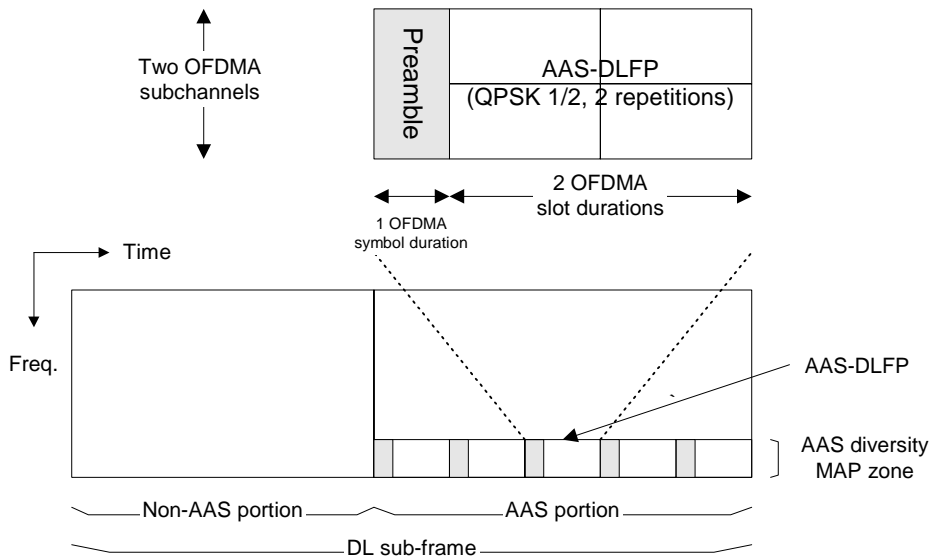 Two OFDMA
subchannels
Preamble
AAS-DLFP
(QPSK 1/2, 2 repetitions)
2 OFDMA
slot durations
1 OFDMA
symbol duration
Time
Freq.
AAS-DLFP
AAS diversity
MAP zone
Non-AAS portion
AAS portion
DL sub-frame